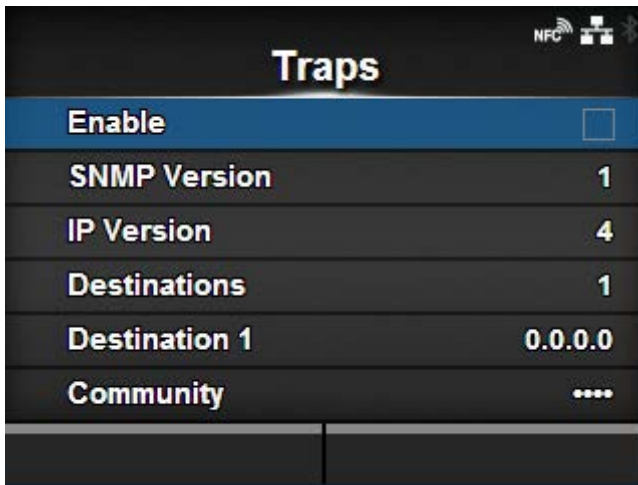 NFC
Traps
Enable
SNMP Version 1
IP Version 4
Destinations 1
Destination 1 0.0.0.0
Community ••••